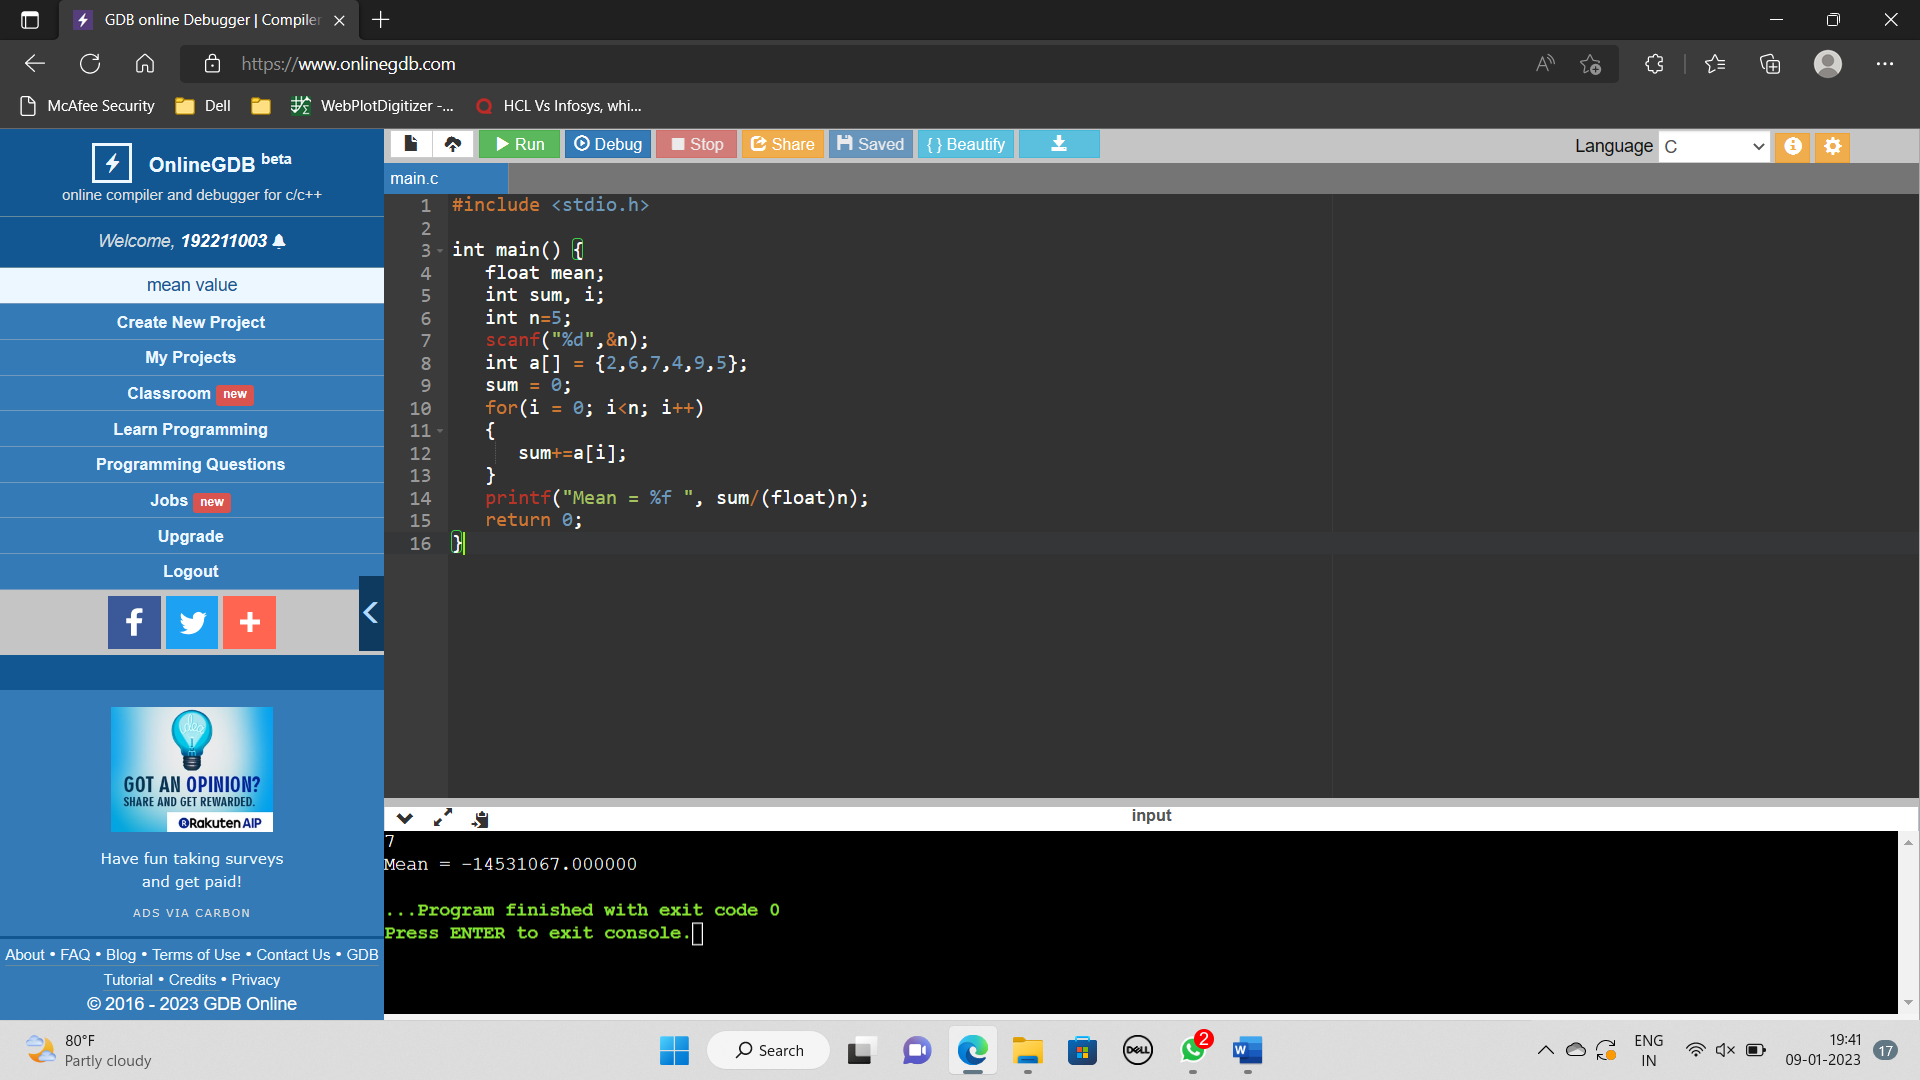 GDB online Debugger | Compiler
https://www.onlinegdb.com
McAfee Security
Dell
WebPlotDigitizer -...
HCL Vs Infosys, whi...
OnlineGDB beta
online compiler and debugger for c/c++
Welcome, 192211003
mean value
Create New Project
My Projects
Classroom new
Learn Programming
Programming Questions
Jobs new
Upgrade
Logout
GOT AN OPINION?
SHARE AND GET REWARDED.
Rakuten AIP
Have fun taking surveys
and get paid!
ADS VIA CARBON
About • FAQ • Blog • Terms of Use • Contact Us • GDB
Tutorial • Credits • Privacy
© 2016 - 2023 GDB Online
Run Debug Stop Share Saved { } Beautify
Language C
main.c
1 #include <stdio.h>
2
3 int main() {
4 float mean;
5 int sum, i;
6 int n=5;
7 scanf("%d",&n);
8 int a[] = {2,6,7,4,9,5};
9 sum = 0;
10 for(i = 0; i<n; i++)
11 {
12 sum+=a[i];
13 }
14 printf("Mean = %f ", sum/(float)n);
15 return 0;
16 }
input
7
Mean = -14531067.000000
...Program finished with exit code 0
Press ENTER to exit console.
80°F
Partly cloudy
Search
DELL
2
W
ENG
IN
19:41
09-01-2023
17